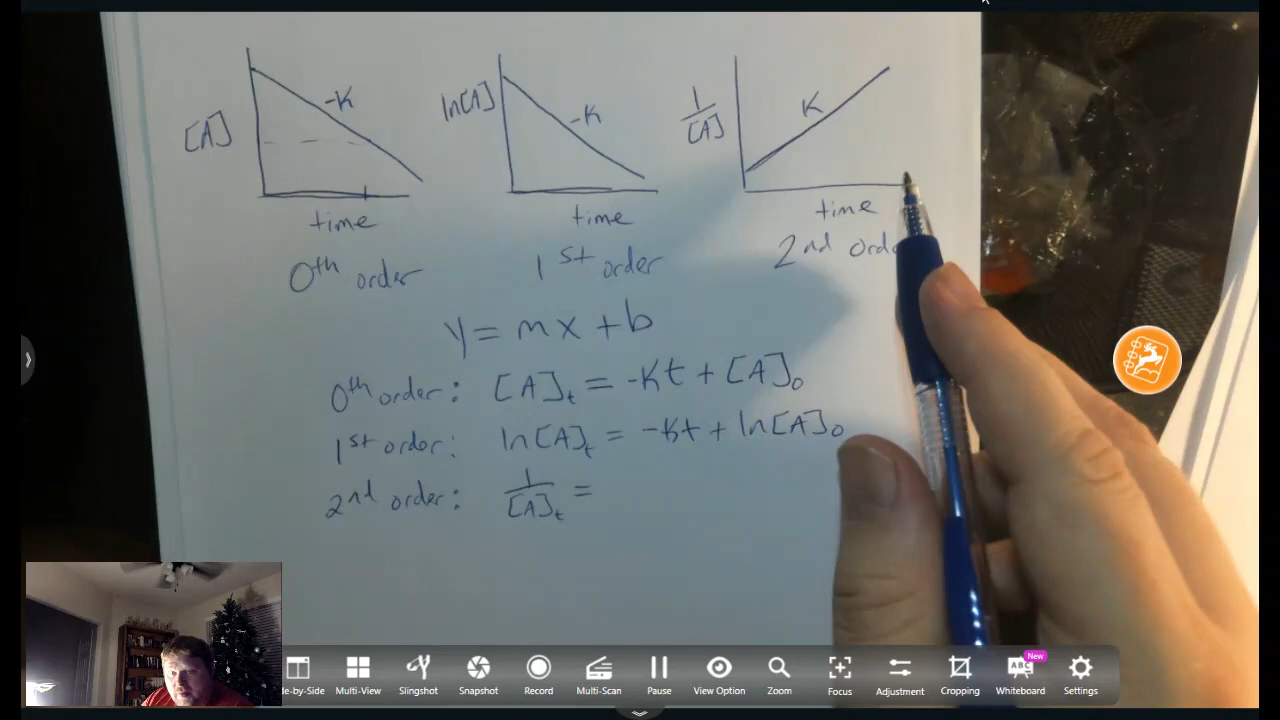 [A] -K ln[A] -K 1/[A] K
time time time
0th order 1st order 2nd orde
y = mx + b
0th order: [A]t = -Kt + [A]0
1st order: ln[A]t = -Kt + ln[A]0
2nd order: 1/[A]t =
New
e-by-Side Multi-View Slingshot Snapshot Record Multi-Scan Pause View Option Zoom Focus Adjustment Cropping Whiteboard Settings